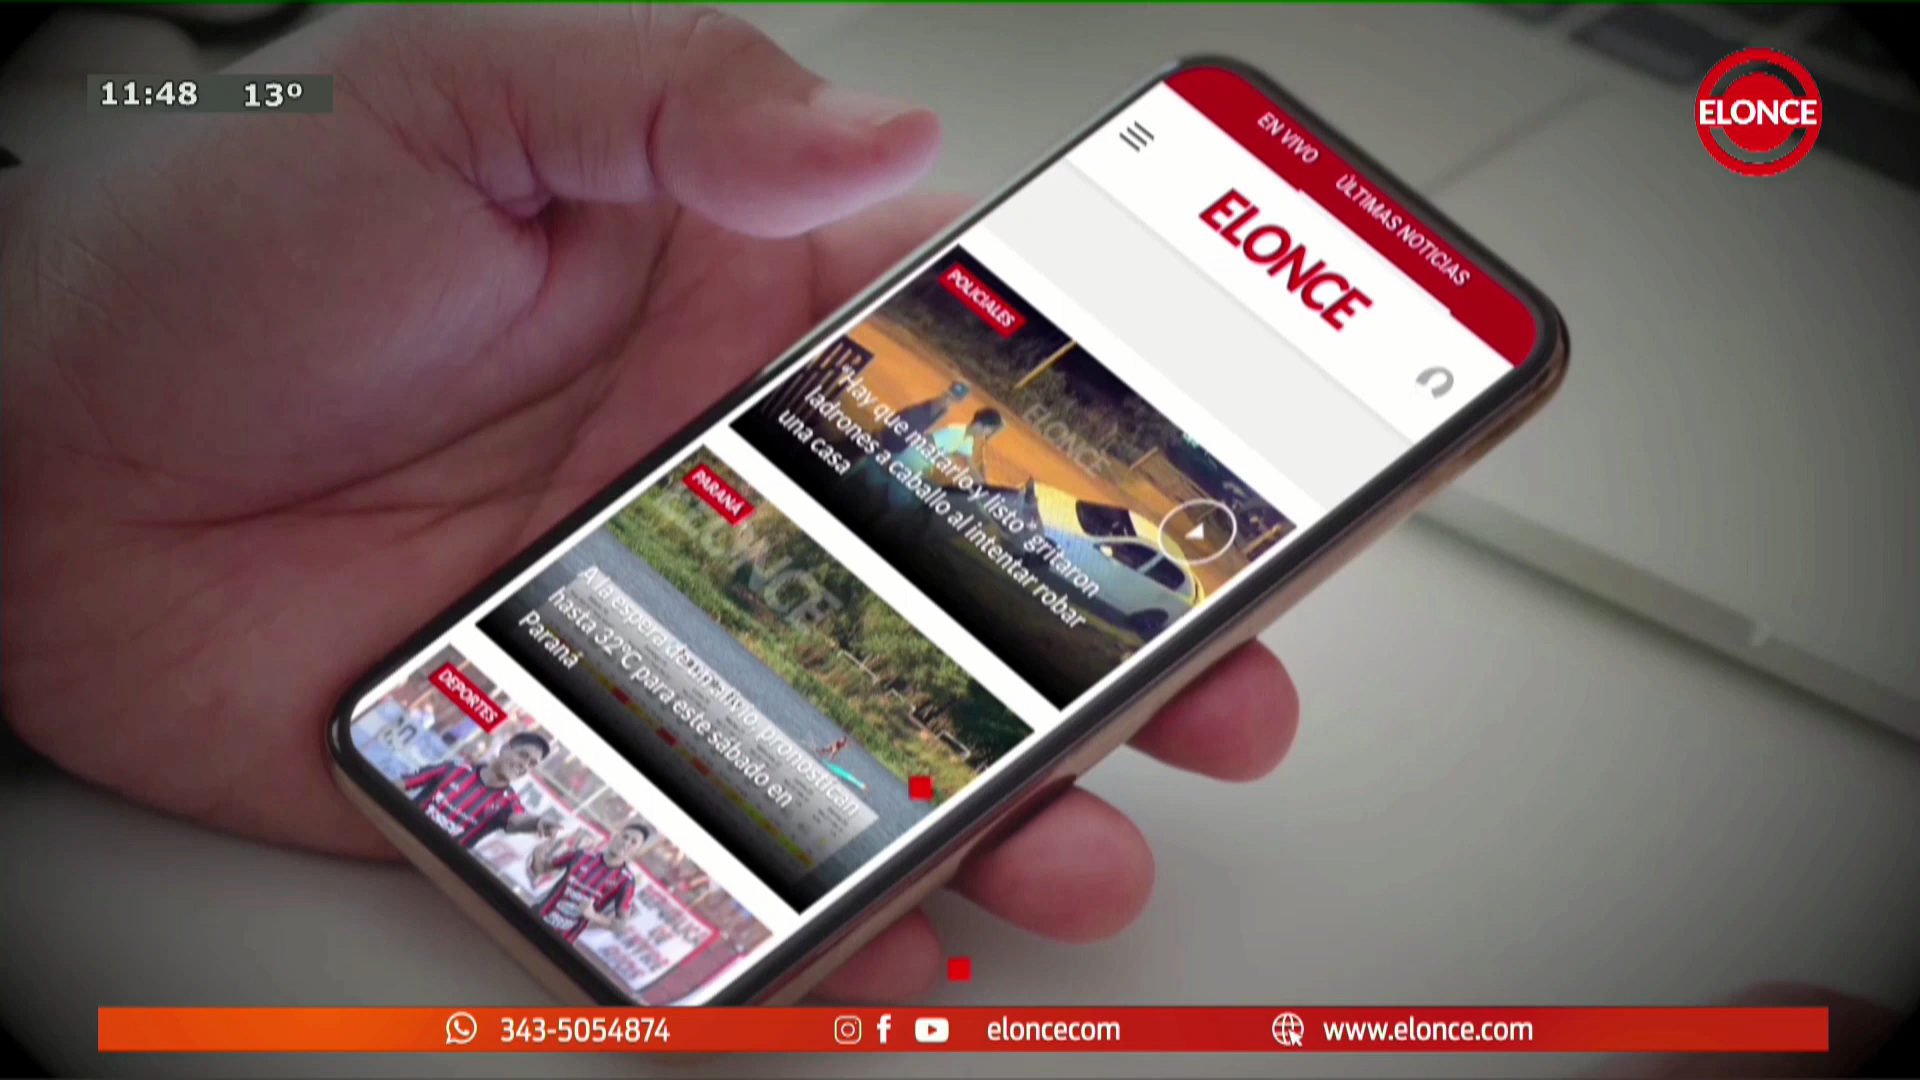 11:48 13º
ELONCE
EN VIVO
ÚLTIMAS NOTICIAS
ELONCE
POLICIALES
ELONCE
"Hay que matarlo y listo" gritaron
ladrones a caballo al intentar robar
una casa
PARANÁ
ELONCE
A la espera de un alivio, pronostican
hasta 32°C para este sábado en
Paraná
DEPORTES
343-5054874
eloncecom
www.elonce.com